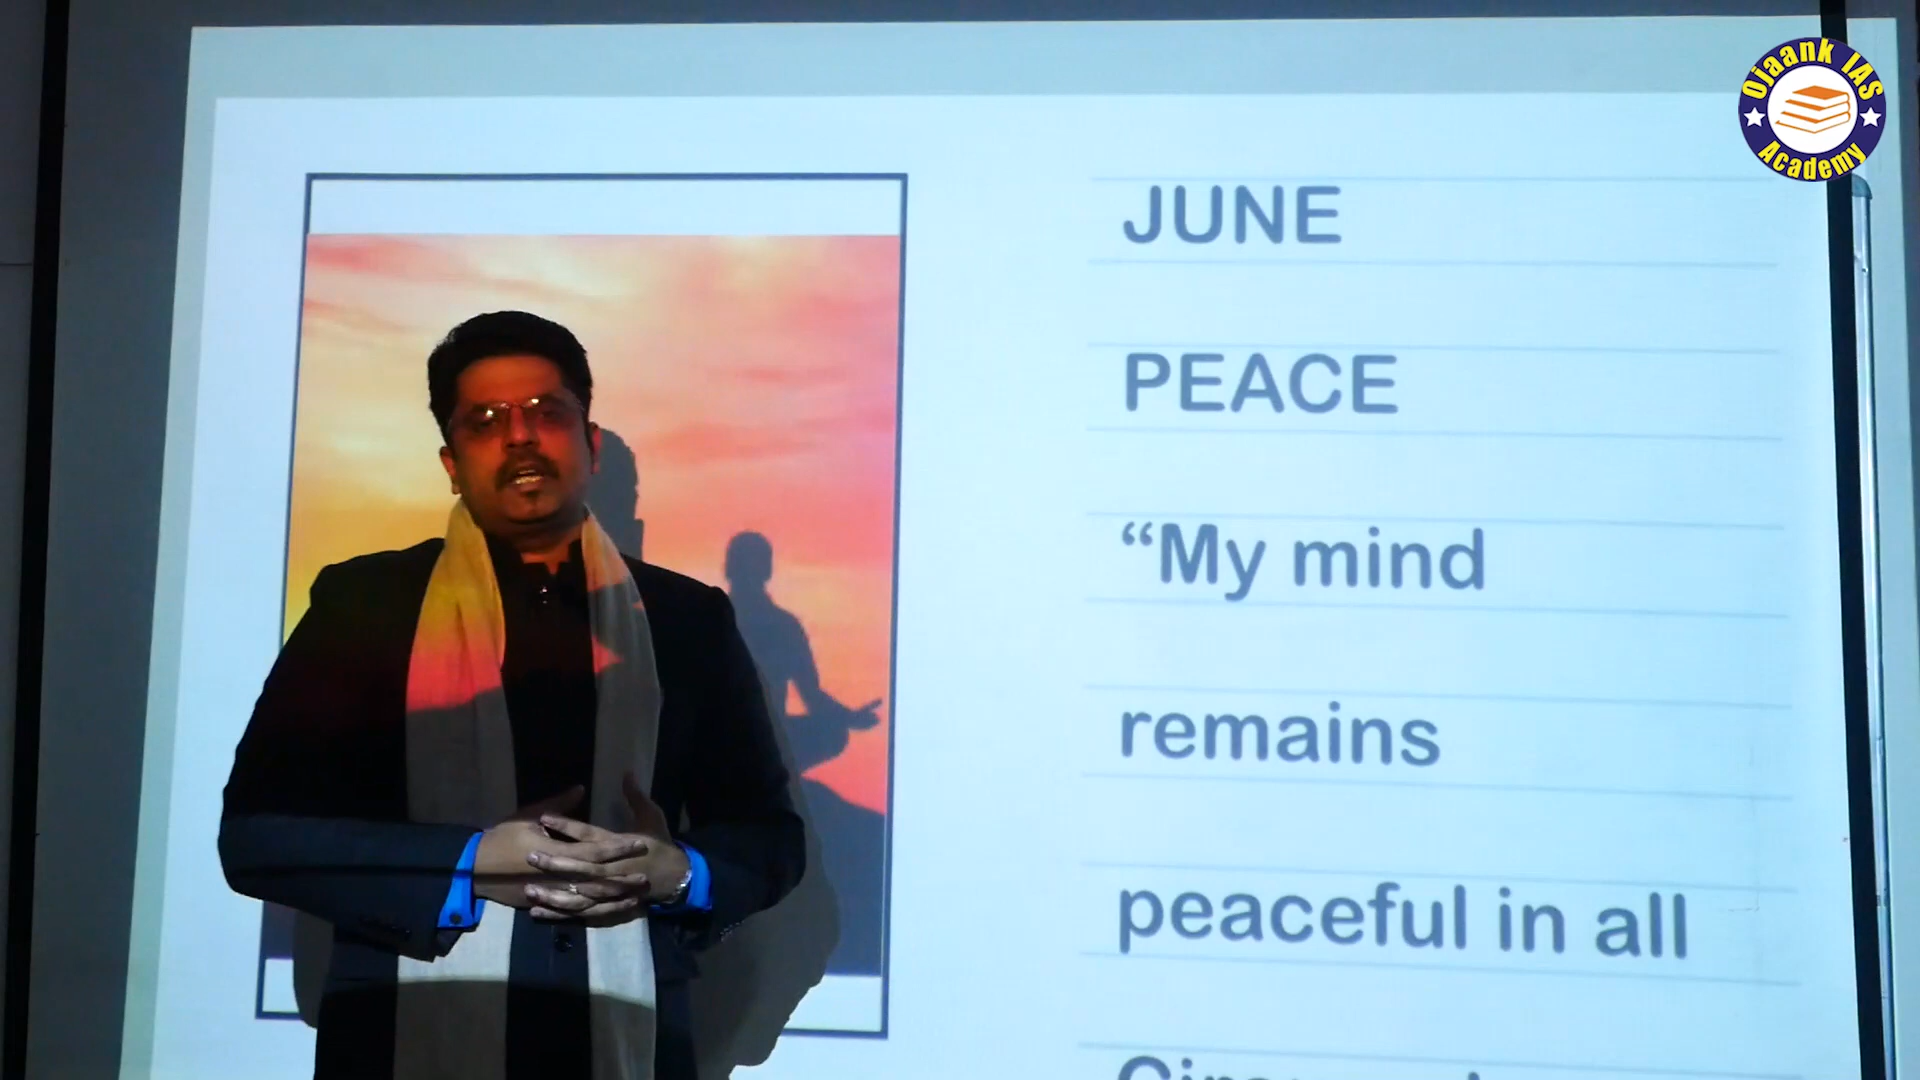 Ojaank IAS
Academy
JUNE
PEACE
“My mind
remains
peaceful in all